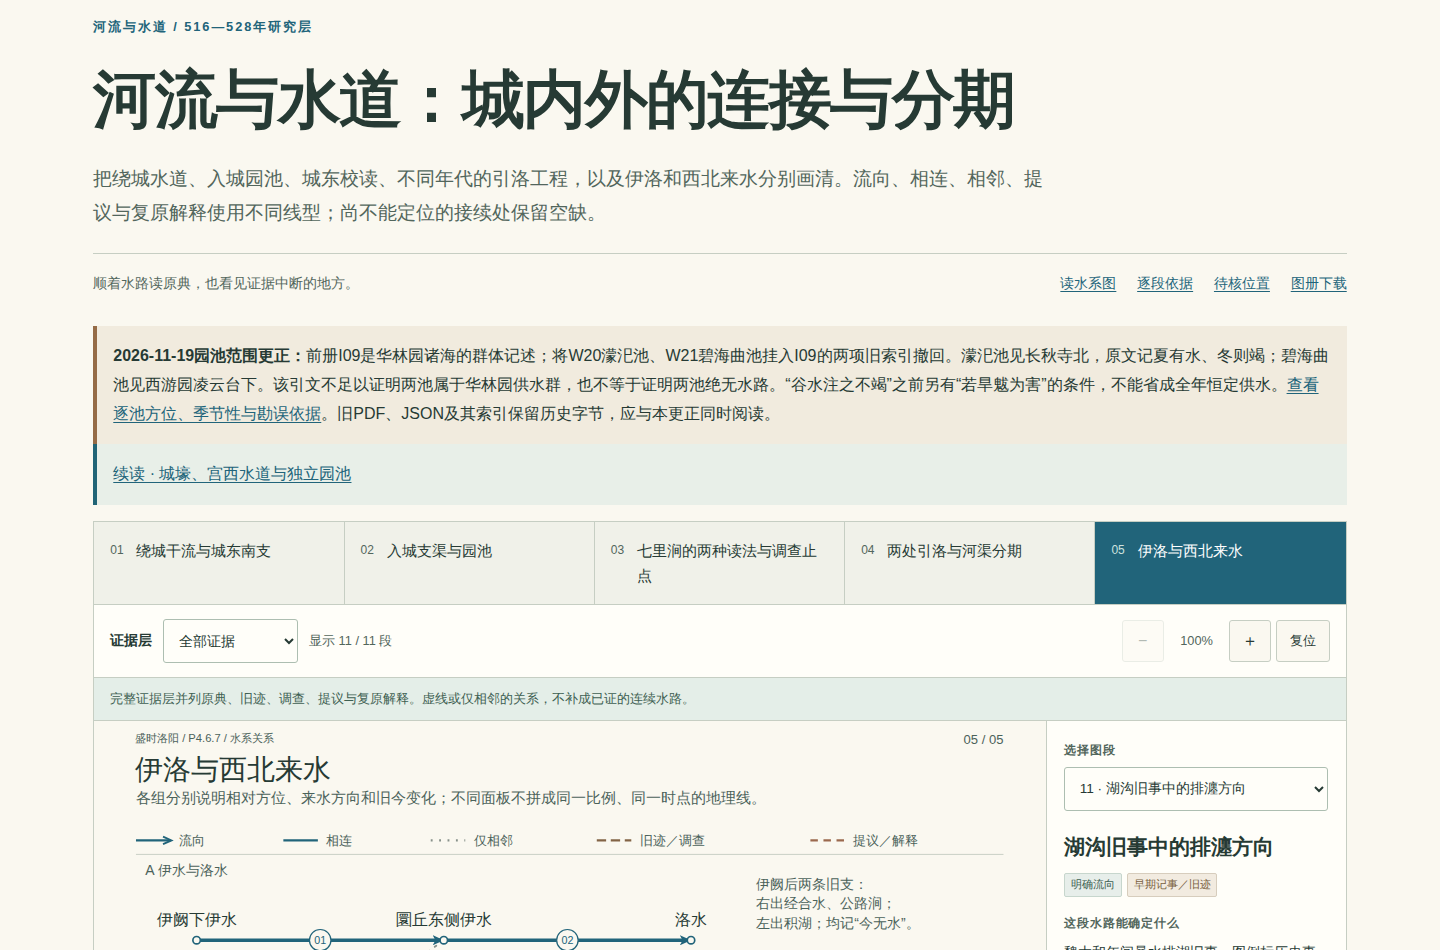 河流与水道 / 516—528年研究层
河流与水道：城内外的连接与分期
把绕城水道、入城园池、城东校读、不同年代的引洛工程，以及伊洛和西北来水分别画清。流向、相连、相邻、提
议与复原解释使用不同线型；尚不能定位的接续处保留空缺。
顺着水路读原典，也看见证据中断的地方。
读水系图 逐段依据 待核位置 图册下载
2026-11-19园池范围更正：前册I09是华林园诸海的群体记述；将W20濛汜池、W21碧海曲池挂入I09的两项旧索引撤回。濛汜池见长秋寺北，原文记夏有水、冬则竭；碧海曲
池见西游园凌云台下。该引文不足以证明两池属于华林园供水群，也不等于证明两池绝无水路。“谷水注之不竭”之前另有“若旱魃为害”的条件，不能省成全年恒定供水。查看
逐池方位、季节性与勘误依据。旧PDF、JSON及其索引保留历史字节，应与本更正同时阅读。
续读 · 城壕、宫西水道与独立园池
01 绕城干流与城东南支
02 入城支渠与园池
03 七里涧的两种读法与调查止
点
04 两处引洛与河渠分期
05 伊洛与西北来水
证据层 全部证据 显示 11 / 11 段 − 100% + 复位
完整证据层并列原典、旧迹、调查、提议与复原解释。虚线或仅相邻的关系，不补成已证的连续水路。
盛时洛阳 / P4.6.7 / 水系关系
05 / 05
伊洛与西北来水
各组分别说明相对方位、来水方向和旧今变化；不同面板不拼成同一比例、同一时点的地理线。
流向 相连 仅相邻 旧迹／调查 提议／解释
A 伊水与洛水
伊阙后两条旧支：
右出经合水、公路涧；
左出积湖；均记“今无水”。
伊阙下伊水 圜丘东侧伊水 洛水
01 02
选择图段
11 · 湖沟旧事中的排瀍方向
湖沟旧事中的排瀍方向
明确流向 早期记事／旧迹
这段水路能确定什么